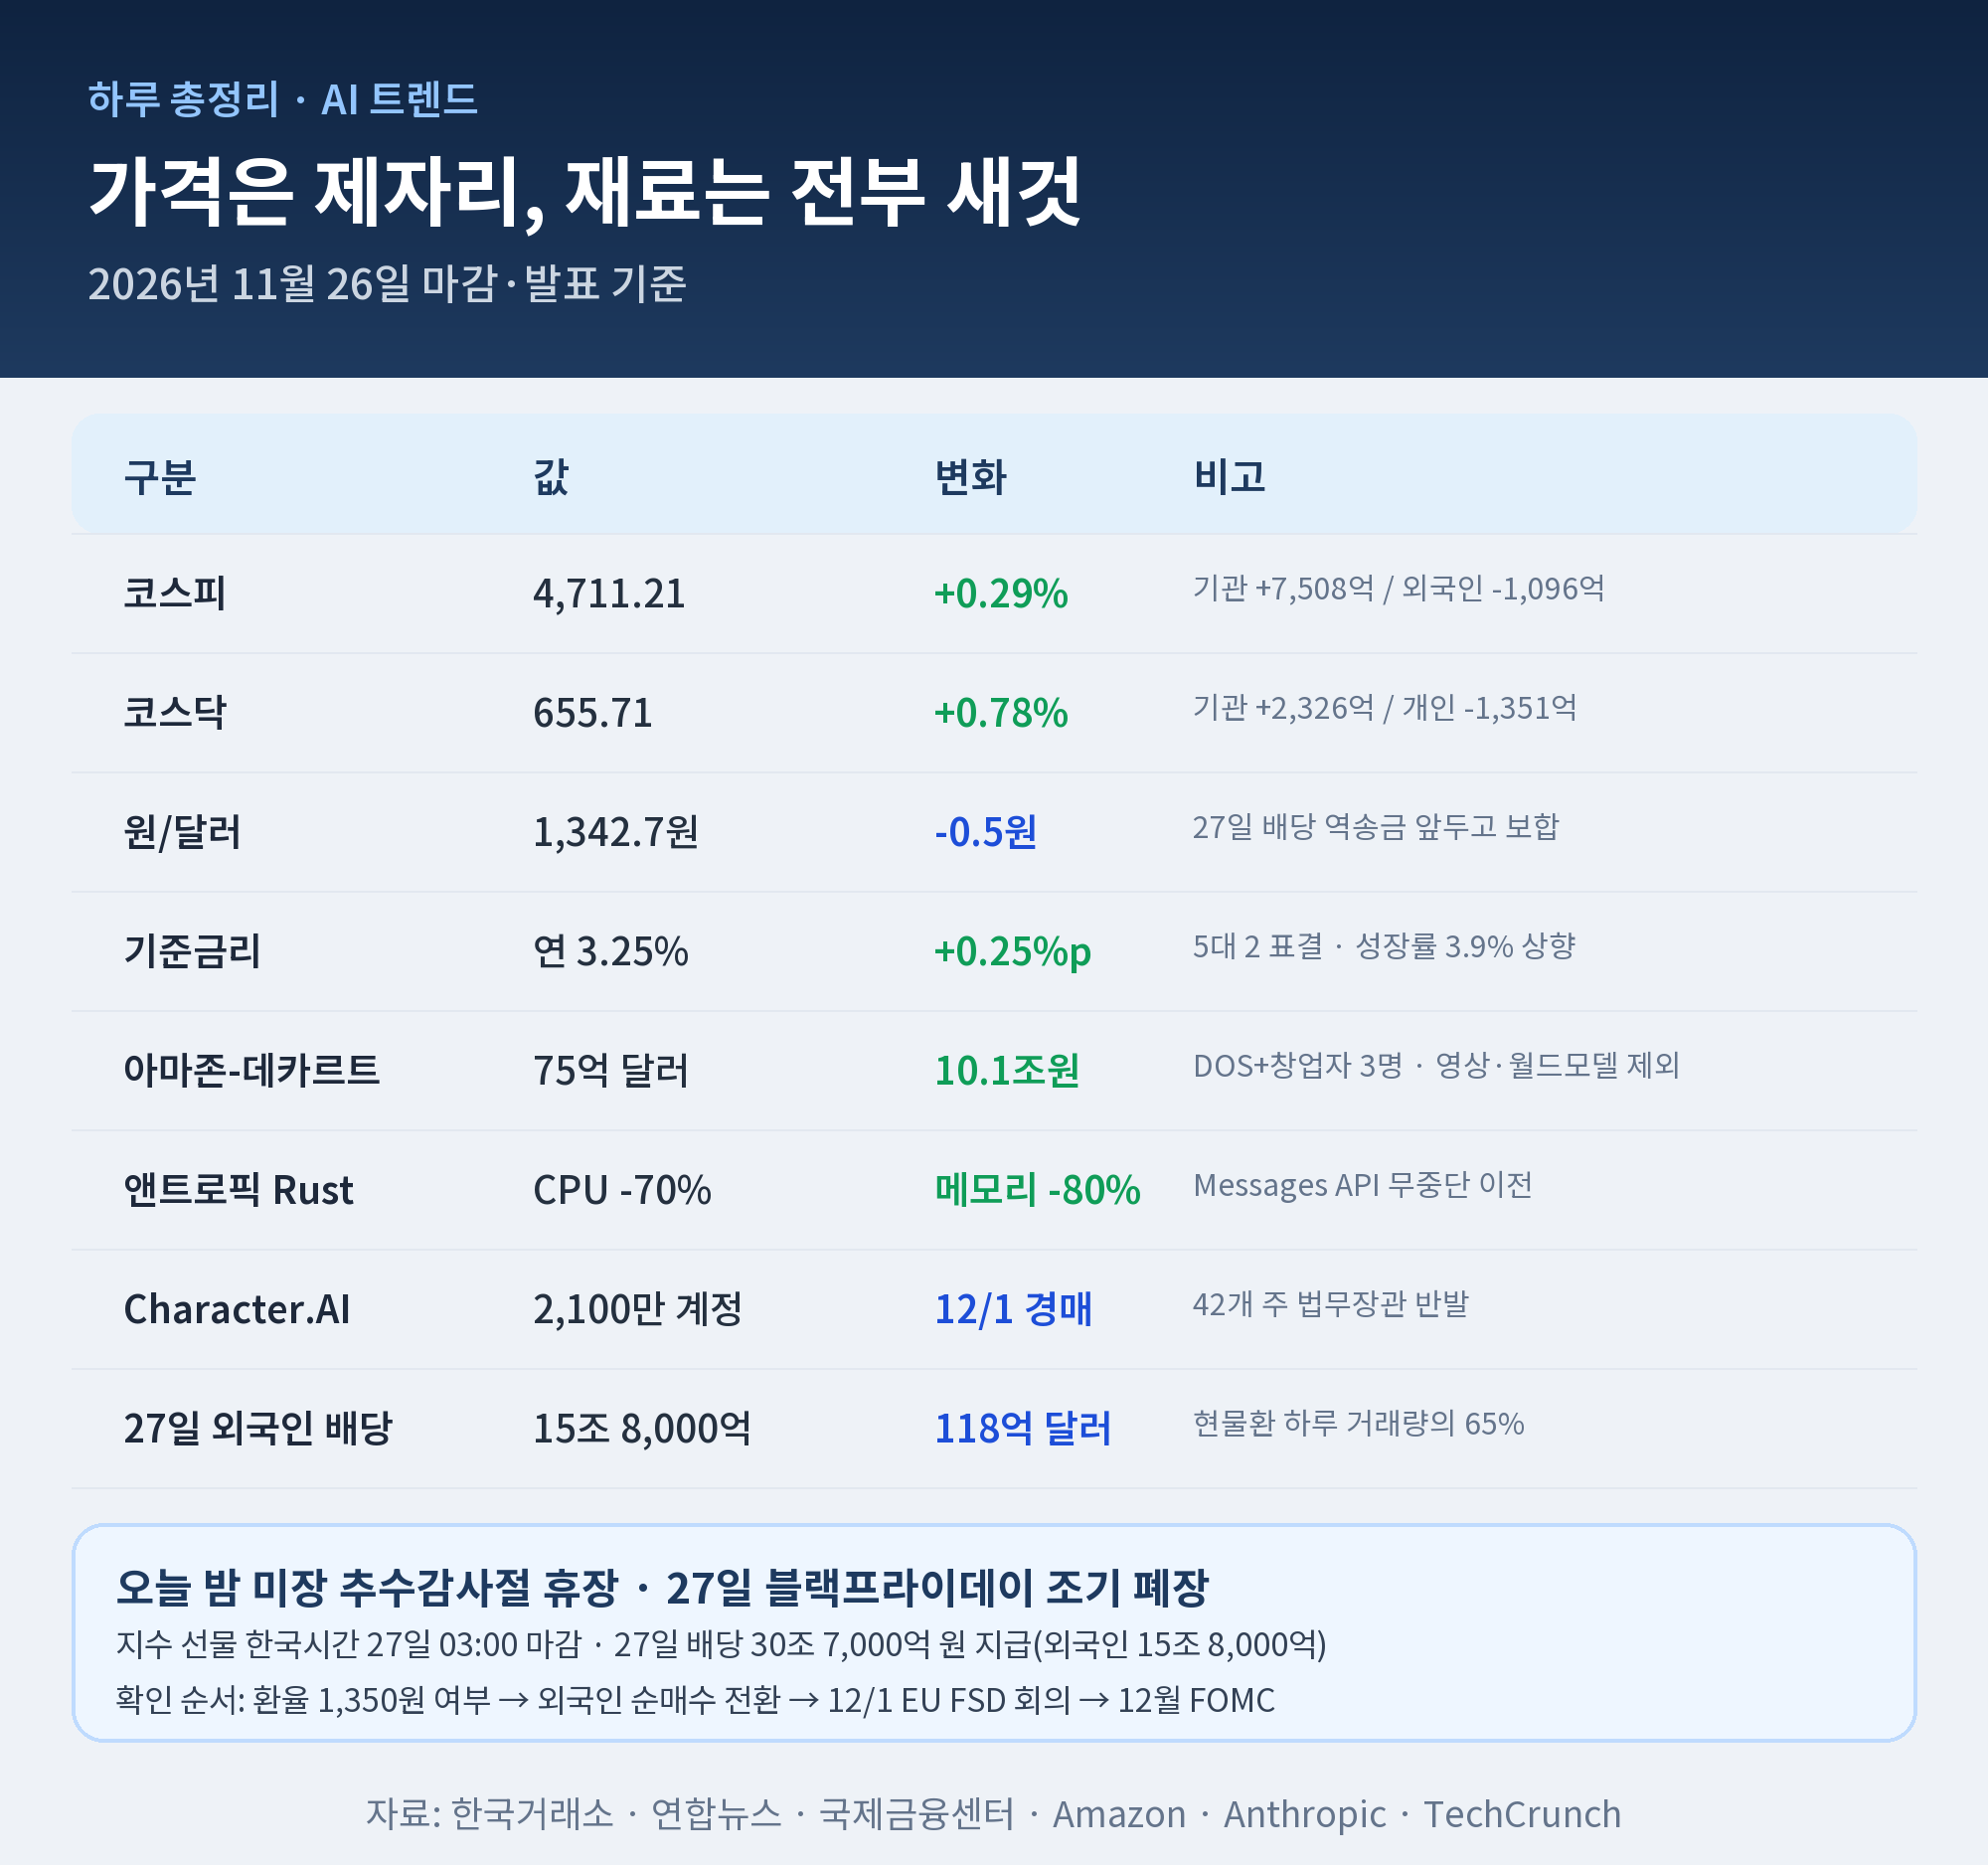 하루 총정리 · AI 트렌드
가격은 제자리, 재료는 전부 새것
2026년 11월 26일 마감·발표 기준
구분 값 변화 비고
코스피 4,711.21 +0.29% 기관 +7,508억 / 외국인 -1,096억
코스닥 655.71 +0.78% 기관 +2,326억 / 개인 -1,351억
원/달러 1,342.7원 -0.5원 27일 배당 역송금 앞두고 보합
기준금리 연 3.25% +0.25%p 5대 2 표결 · 성장률 3.9% 상향
아마존-데카르트 75억 달러 10.1조원 DOS+창업자 3명 · 영상·월드모델 제외
앤트로픽 Rust CPU -70% 메모리 -80% Messages API 무중단 이전
Character.AI 2,100만 계정 12/1 경매 42개 주 법무장관 반발
27일 외국인 배당 15조 8,000억 118억 달러 현물환 하루 거래량의 65%
오늘 밤 미장 추수감사절 휴장 · 27일 블랙프라이데이 조기 폐장
지수 선물 한국시간 27일 03:00 마감 · 27일 배당 30조 7,000억 원 지급(외국인 15조 8,000억)
확인 순서: 환율 1,350원 여부 → 외국인 순매수 전환 → 12/1 EU FSD 회의 → 12월 FOMC
자료: 한국거래소 · 연합뉴스 · 국제금융센터 · Amazon · Anthropic · TechCrunch